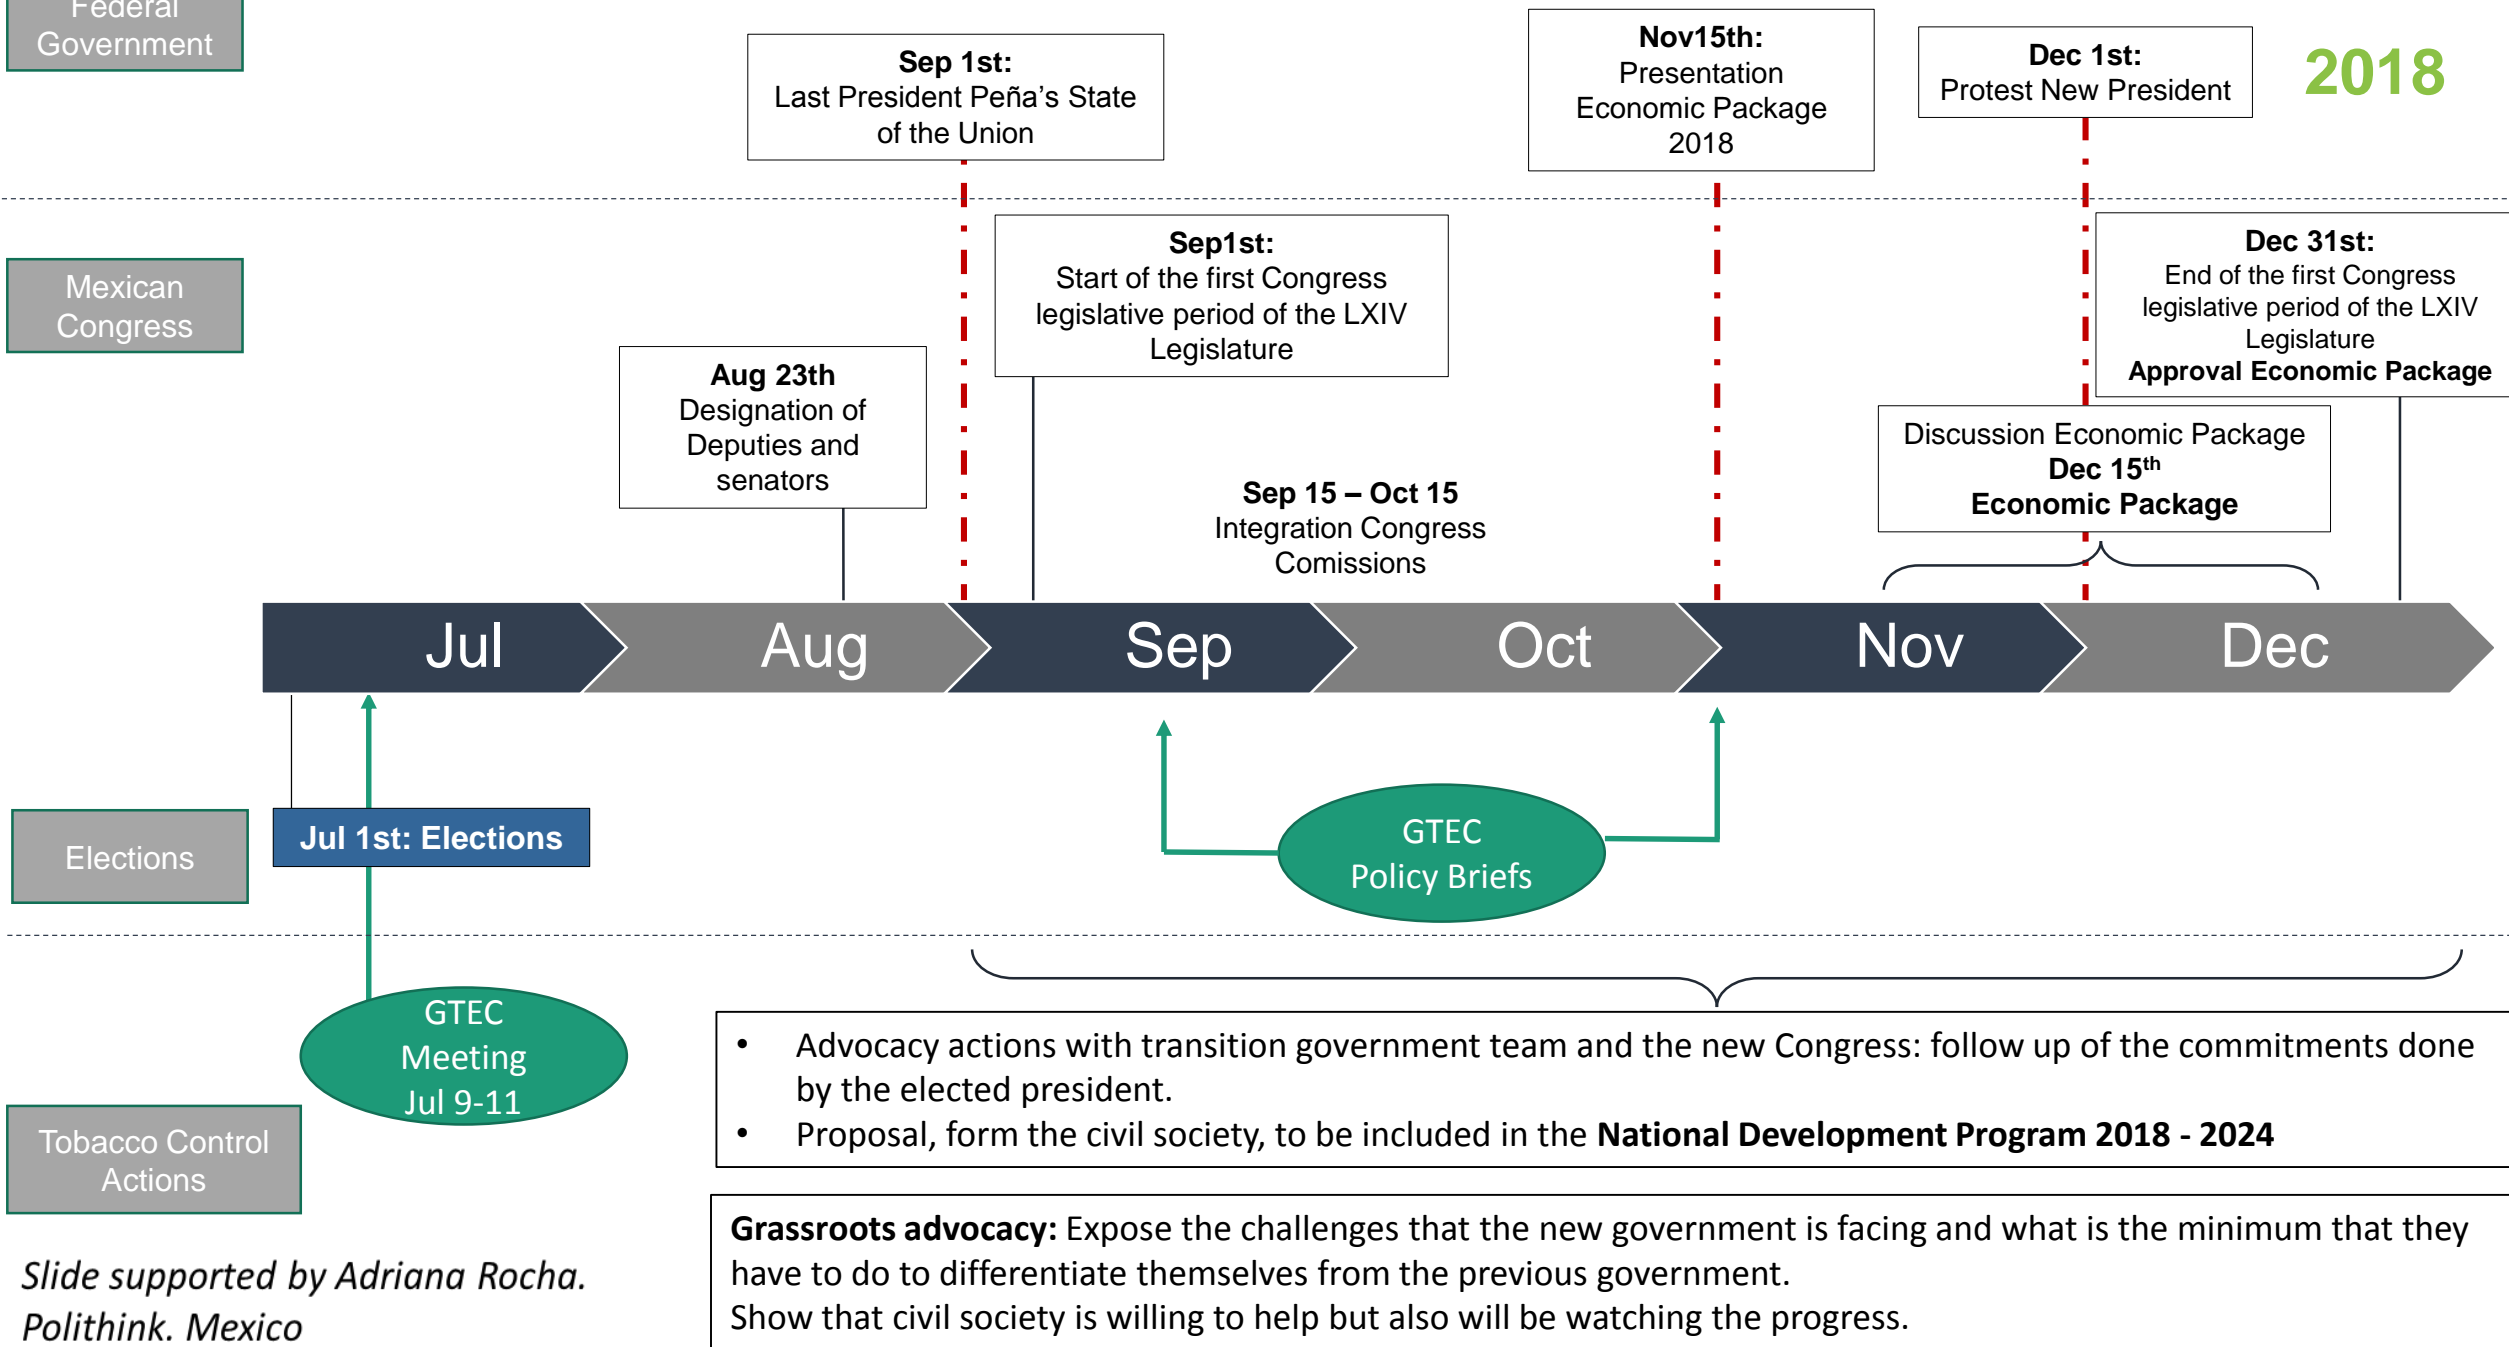 Federal
Government
Sep 1st:
Last President Peña's State
of the Union
Nov15th:
Presentation
Economic Package
2018
Dec 1st:
Protest New President
2018
Mexican
Congress
Aug 23th
Designation of
Deputies and
senators
Sep1st:
Start of the first Congress
legislative period of the LXIV
Legislature
Sep 15 – Oct 15
Integration Congress
Comissions
Dec 31st:
End of the first Congress
legislative period of the LXIV
Legislature
Approval Economic Package
Discussion Economic Package
Dec 15th
Economic Package
Jul
Aug
Sep
Oct
Nov
Dec
Elections
Jul 1st: Elections
GTEC
Policy Briefs
GTEC
Meeting
Jul 9-11
Tobacco Control
Actions
• Advocacy actions with transition government team and the new Congress: follow up of the commitments done
by the elected president.
• Proposal, form the civil society, to be included in the National Development Program 2018 - 2024
Grassroots advocacy: Expose the challenges that the new government is facing and what is the minimum that they
have to do to differentiate themselves from the previous government.
Show that civil society is willing to help but also will be watching the progress.
Slide supported by Adriana Rocha.
Polithink. Mexico